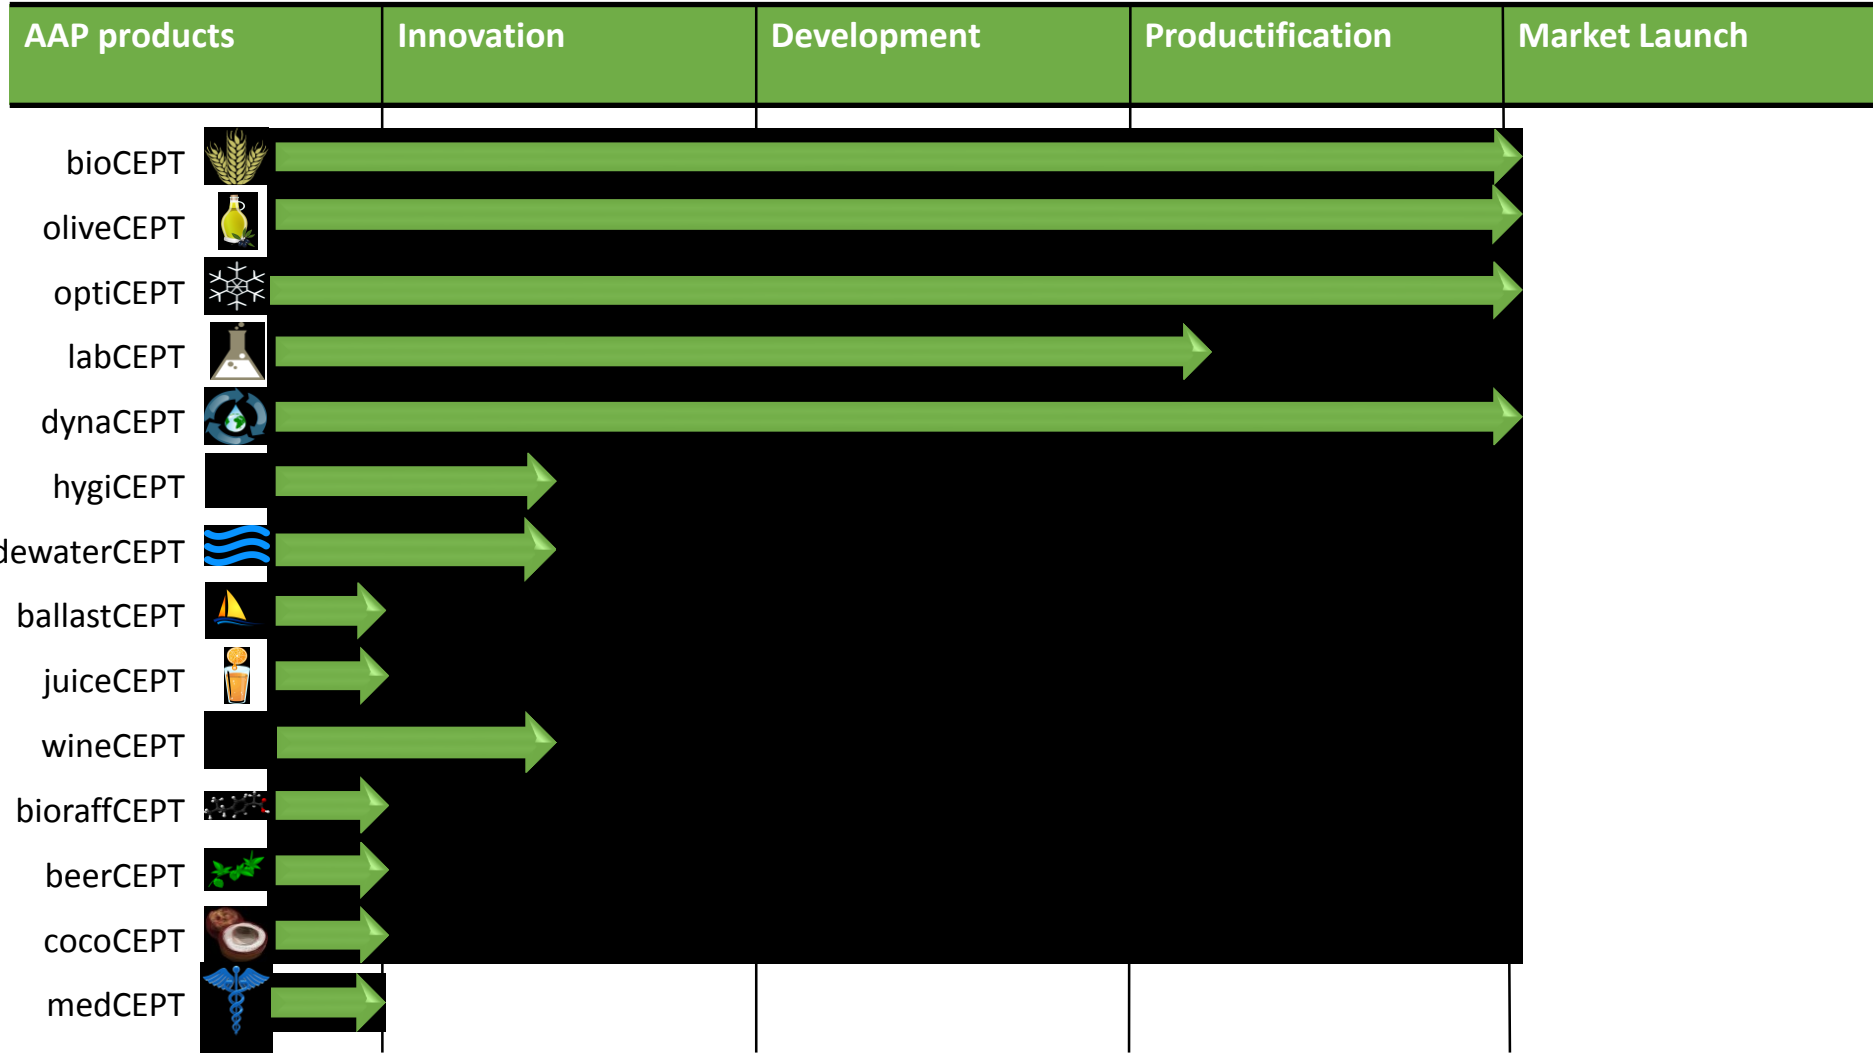 AAP products
Innovation
Development
Productification
Market Launch
bioCEPT
oliveCEPT
optiCEPT
labCEPT
dynaCEPT
hygiCEPT
dewaterCEPT
ballastCEPT
juiceCEPT
wineCEPT
bioraffCEPT
beerCEPT
cocoCEPT
medCEPT